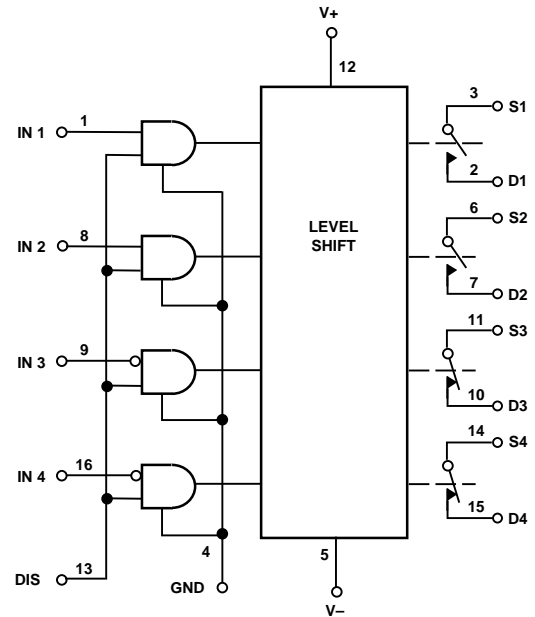 V+
12
IN 1
1
3
S1
2
D1
IN 2
8
6
S2
7
D2
LEVEL
SHIFT
IN 3
9
11
S3
10
D3
IN 4
16
14
S4
15
D4
DIS
13
4
GND
5
V–